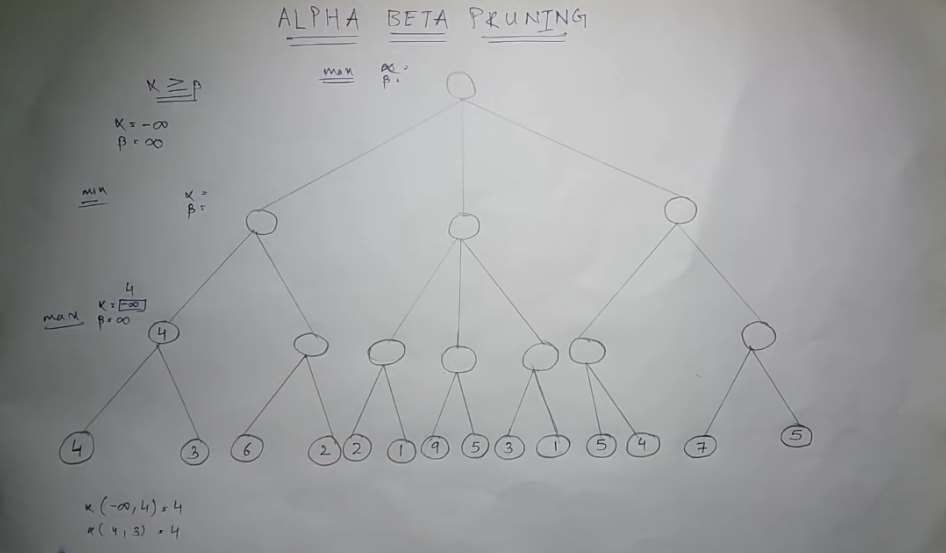 ALPHA BETA PRUNING
max α =
β =
α ≥ β
α = -∞
β = ∞
min α =
β =
4
α = -∞
max β = ∞
4
4 3 6 2 2 1 9 5 3 1 5 4 7 5
α (-∞, 4) = 4
α ( 4, 3) = 4